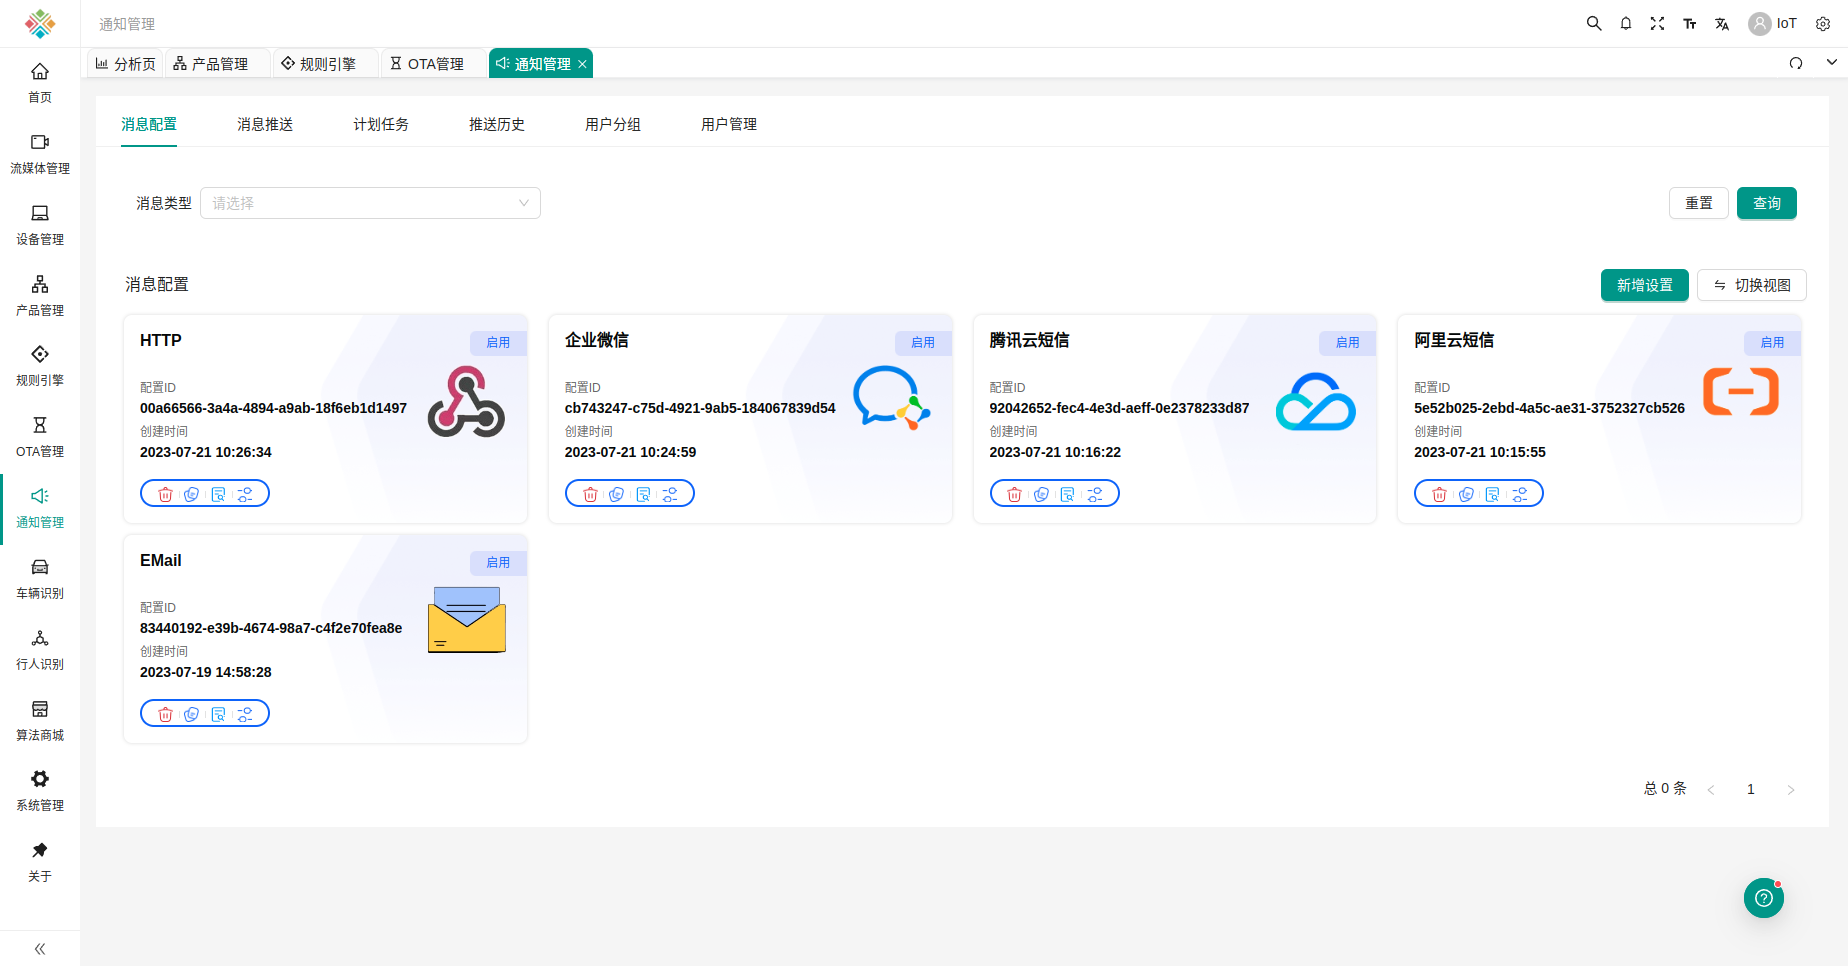 通知管理
IoT
分析页
产品管理
规则引擎
OTA管理
通知管理
首页
流媒体管理
设备管理
产品管理
规则引擎
OTA管理
通知管理
车辆识别
行人识别
算法商城
系统管理
关于
消息配置
消息推送
计划任务
推送历史
用户分组
用户管理
消息类型
请选择
重置
查询
消息配置
新增设置
切换视图
HTTP
启用
配置ID
00a66566-3a4a-4894-a9ab-18f6eb1d1497
创建时间
2023-07-21 10:26:34
企业微信
启用
配置ID
cb743247-c75d-4921-9ab5-184067839d54
创建时间
2023-07-21 10:24:59
腾讯云短信
启用
配置ID
92042652-fec4-4e3d-aeff-0e2378233d87
创建时间
2023-07-21 10:16:22
阿里云短信
启用
配置ID
5e52b025-2ebd-4a5c-ae31-3752327cb526
创建时间
2023-07-21 10:15:55
EMail
启用
配置ID
83440192-e39b-4674-98a7-c4f2e70fea8e
创建时间
2023-07-19 14:58:28
总 0 条
1